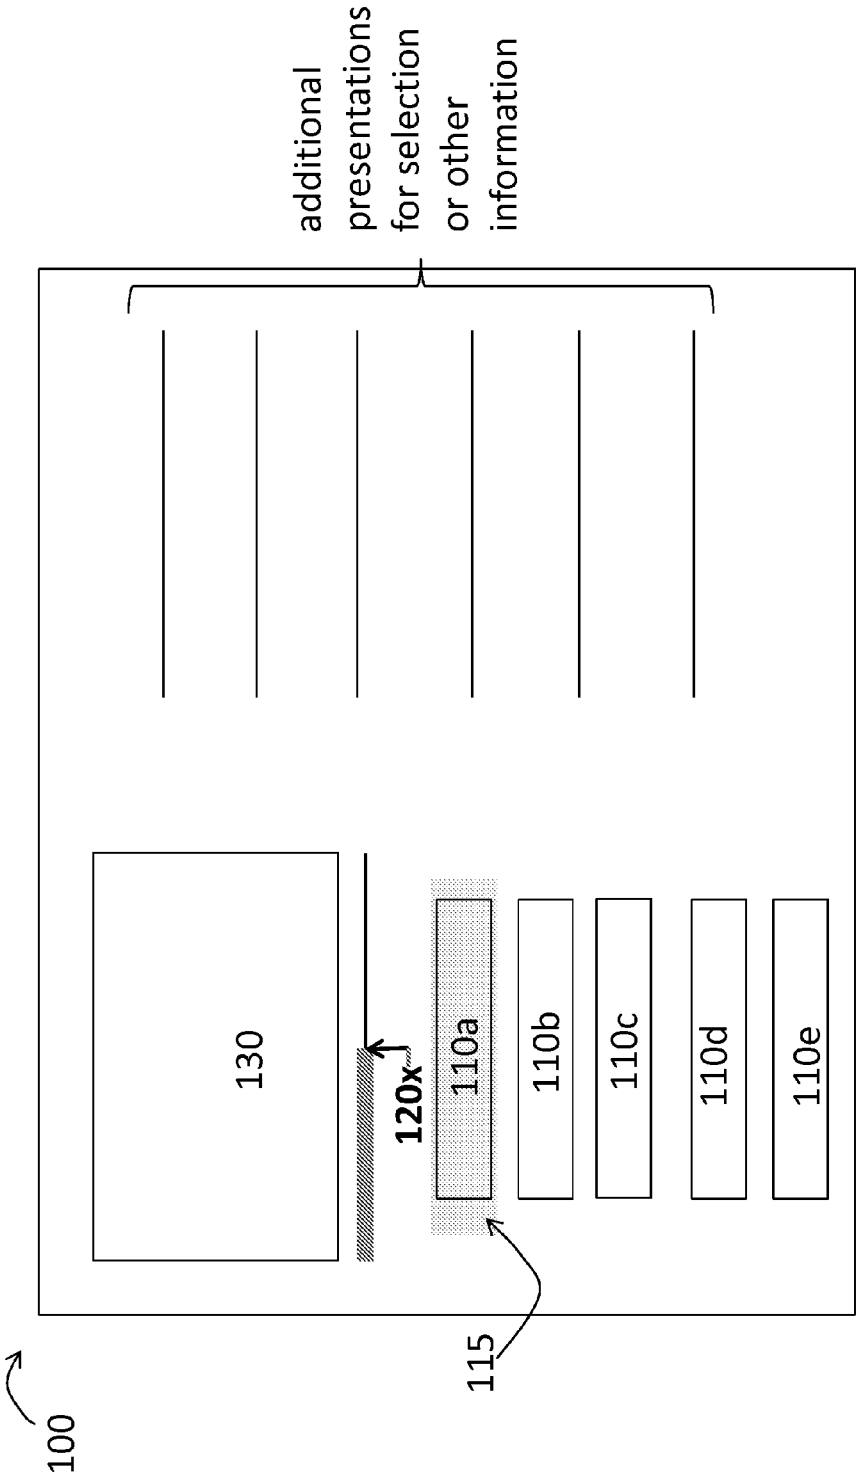 100
130
120x
115
110a
110b
110c
110d
110e
additional
presentations
for selection
or other
information